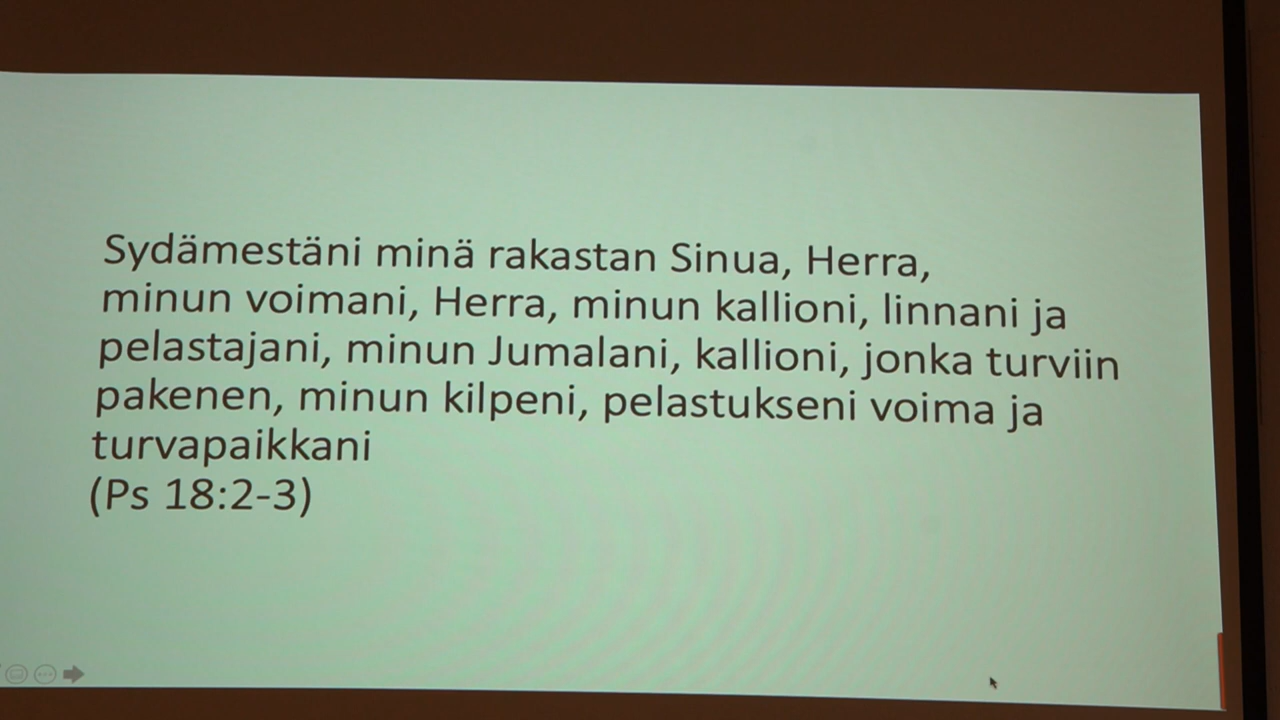 Sydämestäni minä rakastan Sinua, Herra,
minun voimani, Herra, minun kallioni, linnani ja
pelastajani, minun Jumalani, kallioni, jonka turviin
pakenen, minun kilpeni, pelastukseni voima ja
turvapaikkani
(Ps 18:2-3)